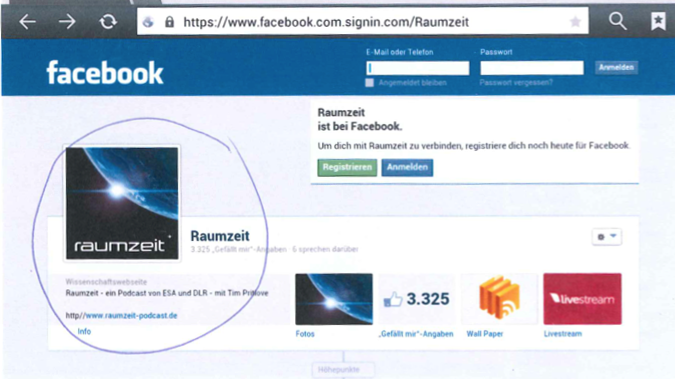 https://www.facebook.com.signin.com/Raumzeit
facebook
E-Mail oder Telefon
Passwort
Anmelden
Angemeldet bleiben
Passwort vergessen?
Raumzeit
ist bei Facebook.
Um dich mit Raumzeit zu verbinden, registriere dich noch heute für Facebook.
Registrieren
Anmelden
raumzeit
Raumzeit
3.325 „Gefällt mir"-Angaben · 6 sprechen darüber
Wissenschaftswebseite
Raumzeit - ein Podcast von ESA und DLR - mit Tim Pritlove
http//www.raumzeit-podcast.de
Info
Fotos
3.325
„Gefällt mir"-Angaben
Wall Paper
livestream
Livestream
Höhepunkte